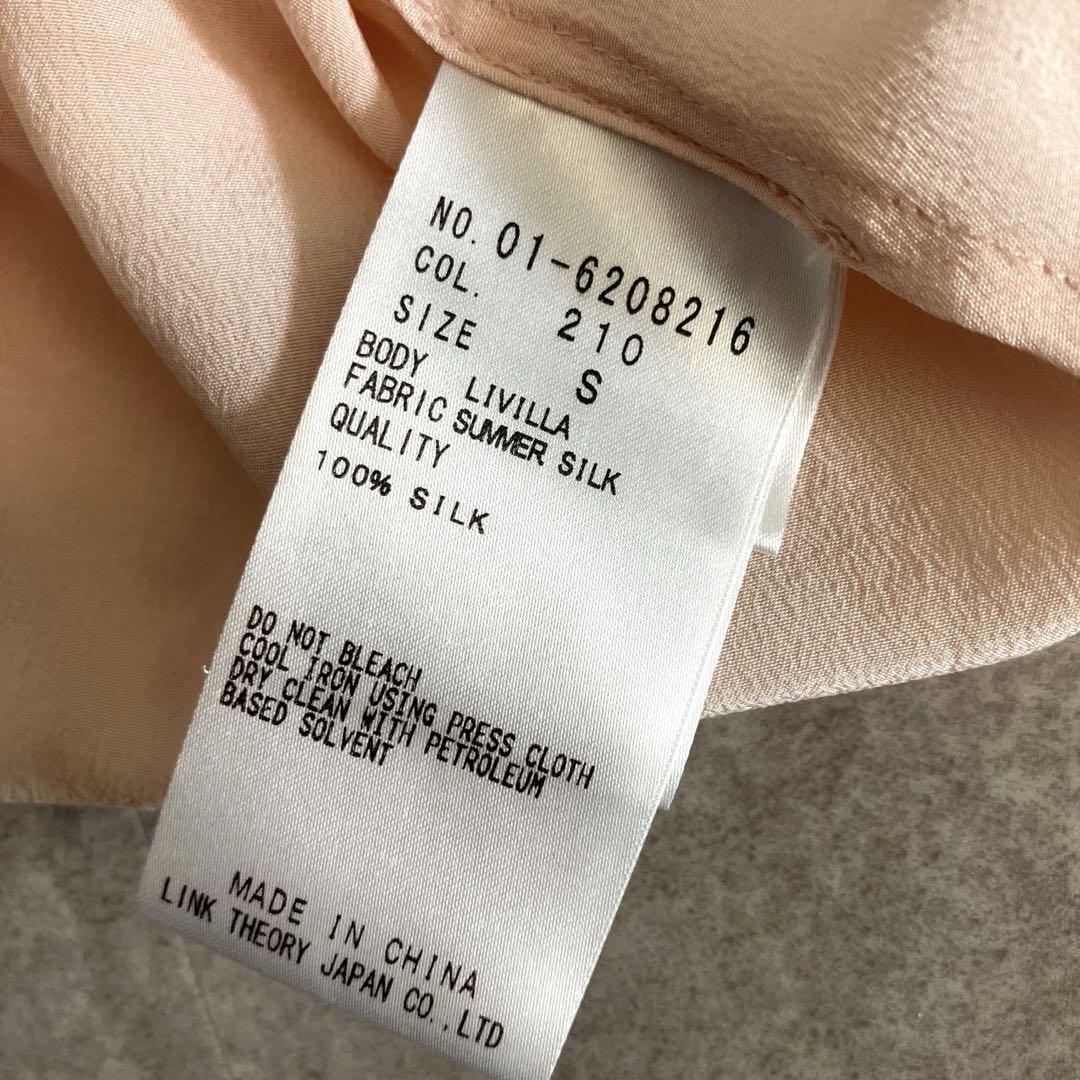 NO. 01-6208216
COL. 210
SIZE S
BODY LIVILLA
FABRIC SUMMER SILK
QUALITY
100% SILK
DO NOT BLEACH
COOL IRON USING PRESS CLOTH
DRY CLEAN WITH PETROLEUM
BASED SOLVENT
MADE IN CHINA
LINK THEORY JAPAN CO.,LTD